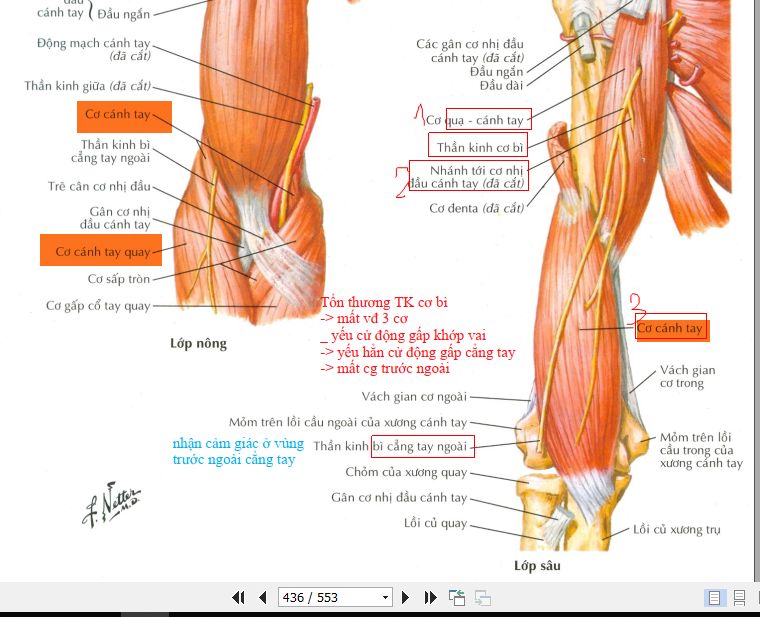 đầu
cánh tay
Đầu ngắn
Động mạch cánh tay
(đã cắt)
Thần kinh giữa (đã cắt)
Cơ cánh tay
Thần kinh bì
cẳng tay ngoài
Trẽ cân cơ nhị đầu
Gân cơ nhị
đầu cánh tay
Cơ cánh tay quay
Cơ sấp tròn
Cơ gấp cổ tay quay
Lớp nông
Các gân cơ nhị đầu
cánh tay (đã cắt)
Đầu ngắn
Đầu dài
1
Cơ quạ - cánh tay
Thần kinh cơ bì
2
Nhánh tới cơ nhị
đầu cánh tay (đã cắt)
Cơ denta (đã cắt)
Tổn thương TK cơ bì
-> mất vđ 3 cơ
_ yếu cử động gấp khớp vai
-> yếu hẳn cử động gấp cẳng tay
-> mất cg trước ngoài
3
Cơ cánh tay
Vách gian
cơ trong
Vách gian cơ ngoài
Mỏm trên lồi cầu ngoài của xương cánh tay
nhận cảm giác ở vùng
trước ngoài cẳng tay
Thần kinh bì cẳng tay ngoài
Mỏm trên lồi
cầu trong của
xương cánh tay
Chỏm của xương quay
Gân cơ nhị đầu cánh tay
Lồi củ quay
Lồi củ xương trụ
F. Netter
M.D.
Lớp sâu
436 / 553